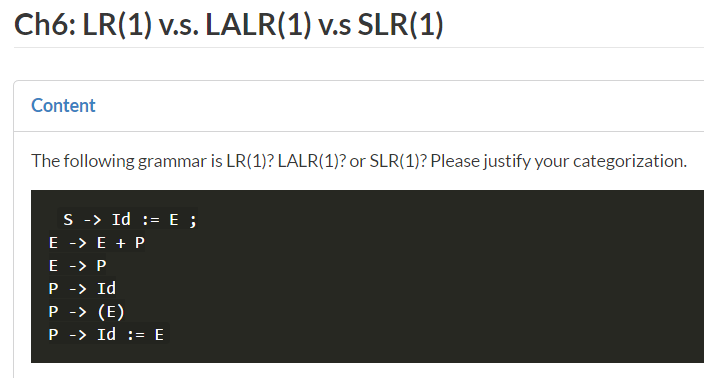 Ch6: LR(1) v.s. LALR(1) v.s SLR(1)
Content
The following grammar is LR(1)? LALR(1)? or SLR(1)? Please justify your categorization.
S -> Id := E ;
E -> E + P
E -> P
P -> Id
P -> (E)
P -> Id := E